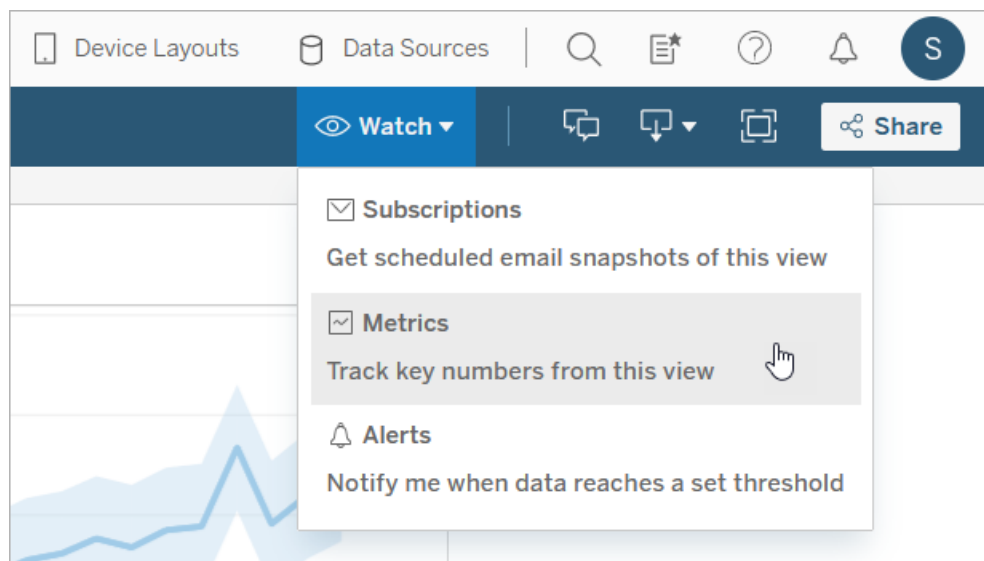 Device Layouts
Data Sources
S
Watch
Share
Subscriptions
Get scheduled email snapshots of this view
Metrics
Track key numbers from this view
Alerts
Notify me when data reaches a set threshold